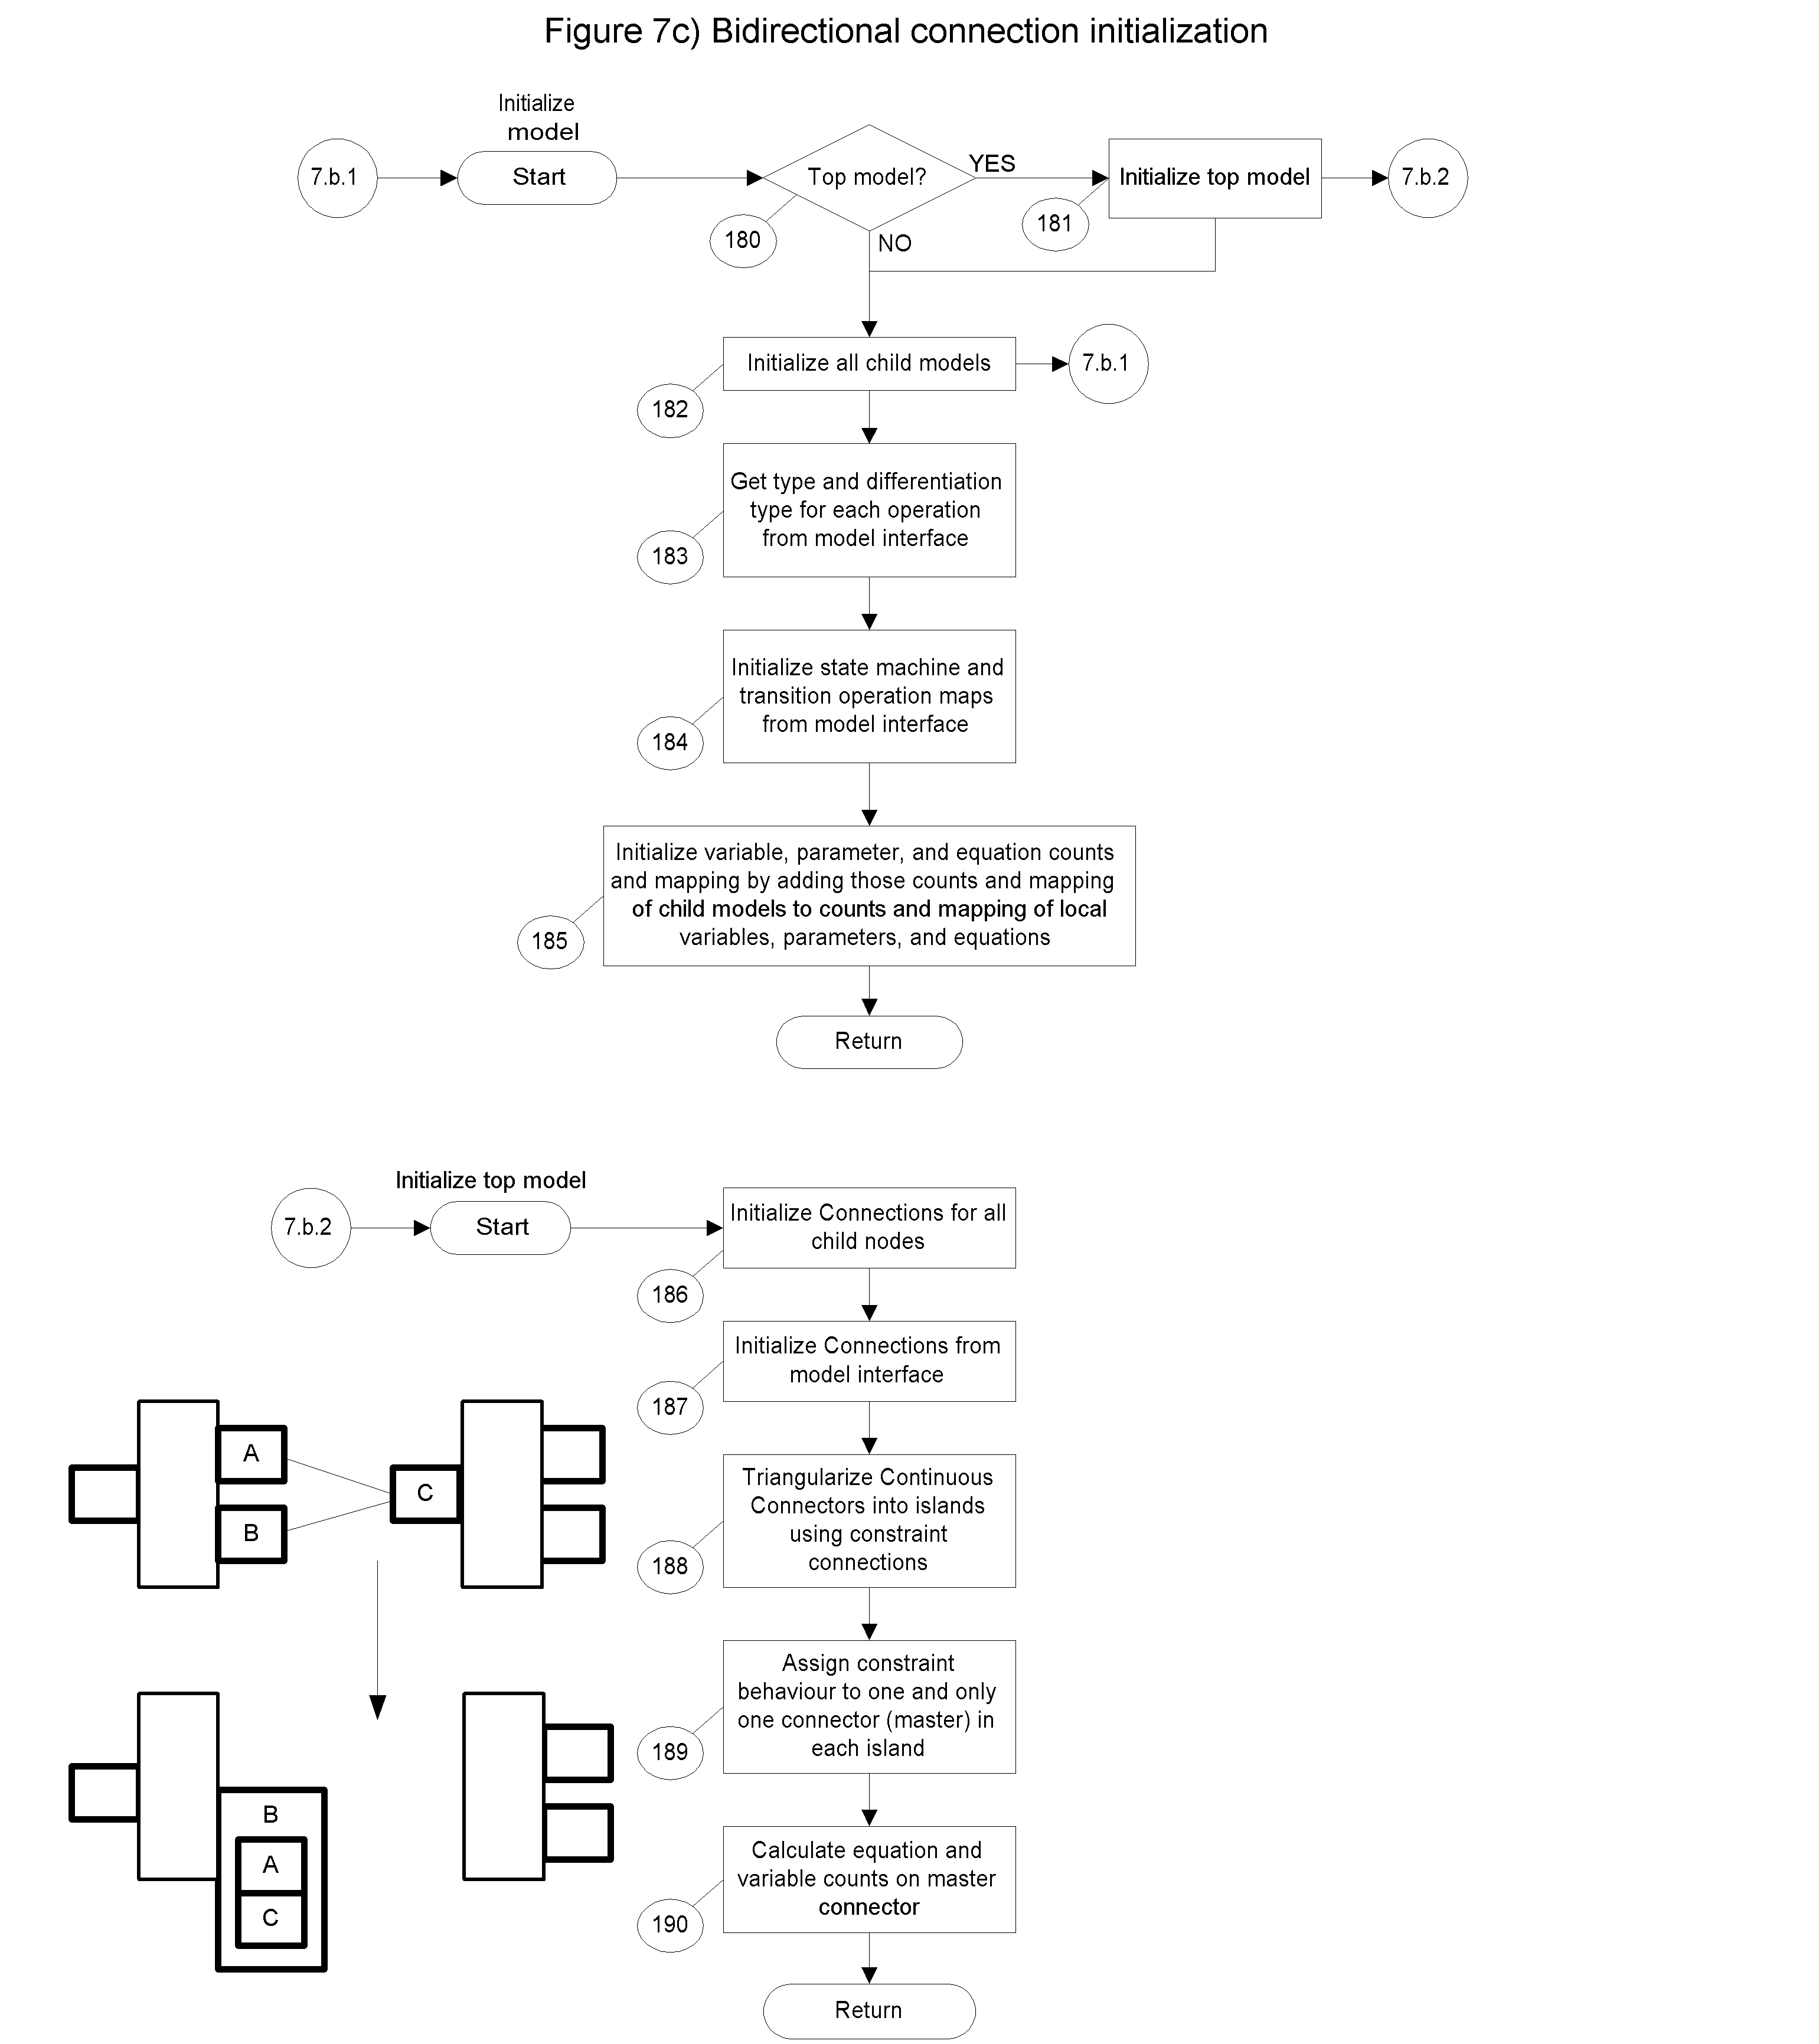 Figure 7c) Bidirectional connection initialization
Initialize
model
7.b.1
Start
Top model?
YES
Initialize top model
7.b.2
180
181
NO
Initialize all child models
7.b.1
182
Get type and differentiation
type for each operation
from model interface
183
Initialize state machine and
transition operation maps
from model interface
184
Initialize variable, parameter, and equation counts
and mapping by adding those counts and mapping
of child models to counts and mapping of local
variables, parameters, and equations
185
Return
Initialize top model
7.b.2
Start
Initialize Connections for all
child nodes
186
Initialize Connections from
model interface
187
A
B
C
Triangularize Continuous
Connectors into islands
using constraint
connections
188
Assign constraint
behaviour to one and only
one connector (master) in
each island
189
B
A
C
Calculate equation and
variable counts on master
connector
190
Return